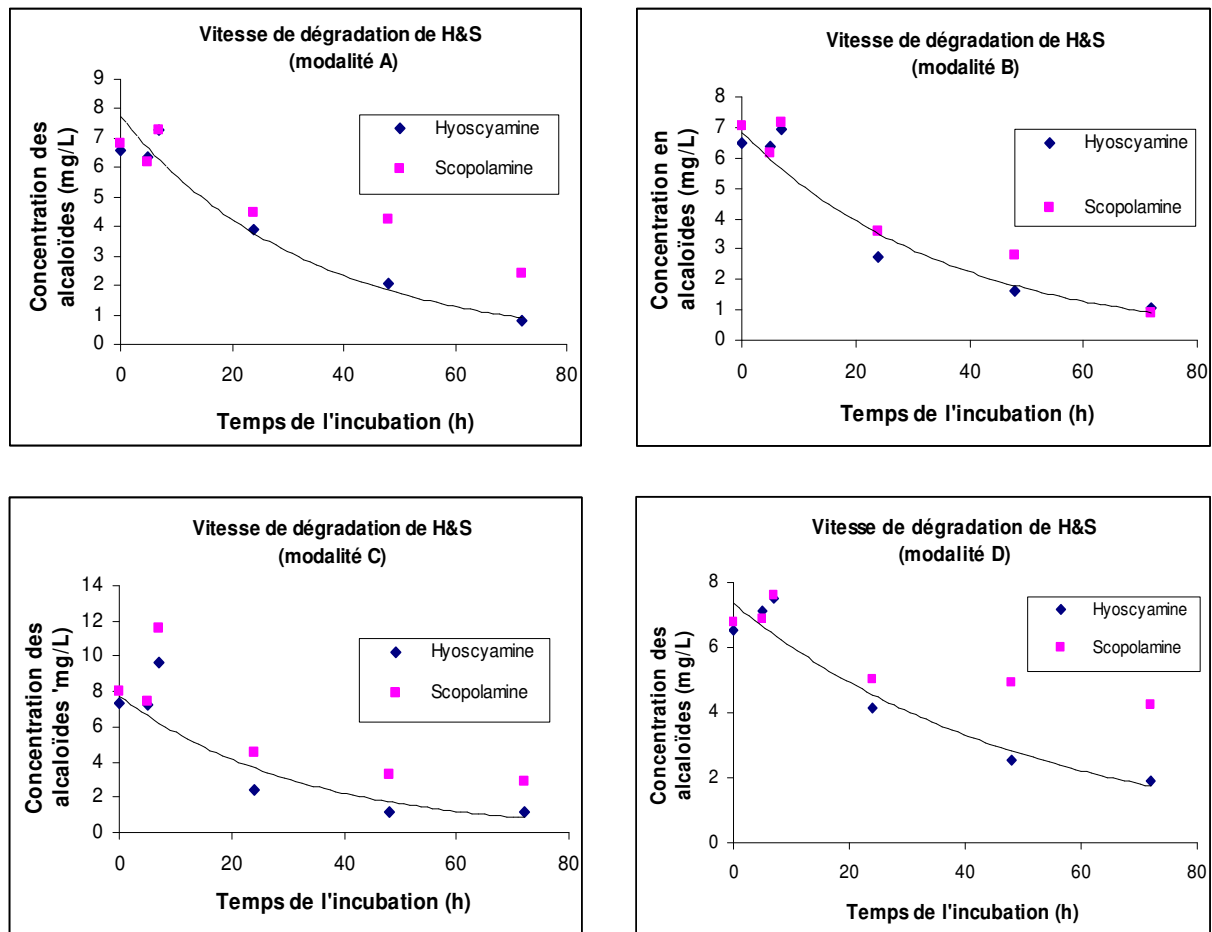 Vitesse de dégradation de H&S
(modalité A)
Concentration des
alcaloïdes (mg/L)
9
8
7
6
5
4
3
2
1
0
0 20 40 60 80
Temps de l'incubation (h)
Hyoscyamine
Scopolamine
Vitesse de dégradation de H&S
(modalité B)
Concentration en
alcaloïdes (mg/L)
8
7
6
5
4
3
2
1
0
0 20 40 60 80
Temps de l'incubation (h)
Hyoscyamine
Scopolamine
Vitesse de dégradation de H&S
(modalité C)
Concentration des
alcaloïdes 'mg/L)
14
12
10
8
6
4
2
0
0 20 40 60 80
Temps de l'incubation (h)
Hyoscyamine
Scopolamine
Vitesse de dégradation de H&S
(modalité D)
Concentration des
alcaloïdes (mg/L)
8
6
4
2
0
0 20 40 60 80
Temps de l'incubation (h)
Hyoscyamine
Scopolamine